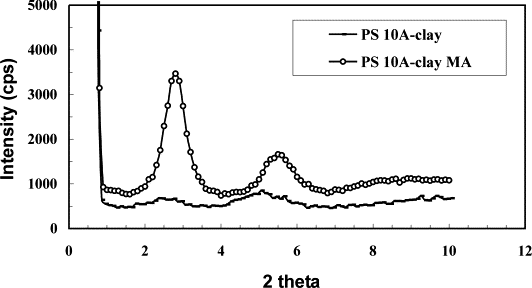 5000
4000
3000
2000
1000
0
Intensity (cps)
PS 10A-clay
PS 10A-clay MA
0 2 4 6 8 10 12
2 theta